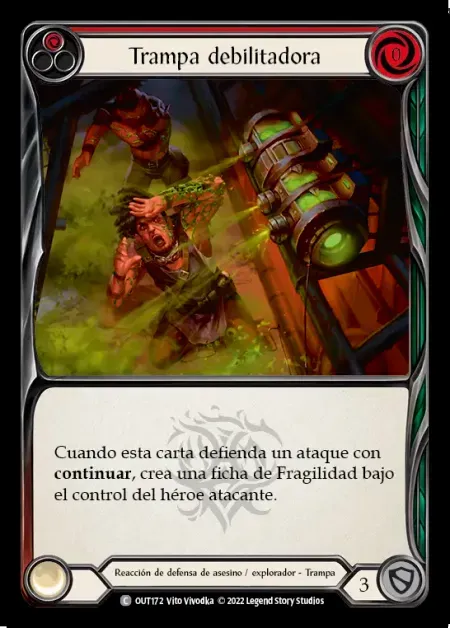 Trampa debilitadora
0
Cuando esta carta defienda un ataque con
continuar, crea una ficha de Fragilidad bajo
el control del héroe atacante.
Reacción de defensa de asesino / explorador - Trampa
3
C OUT172 Vito Vivodka © 2022 Legend Story Studios